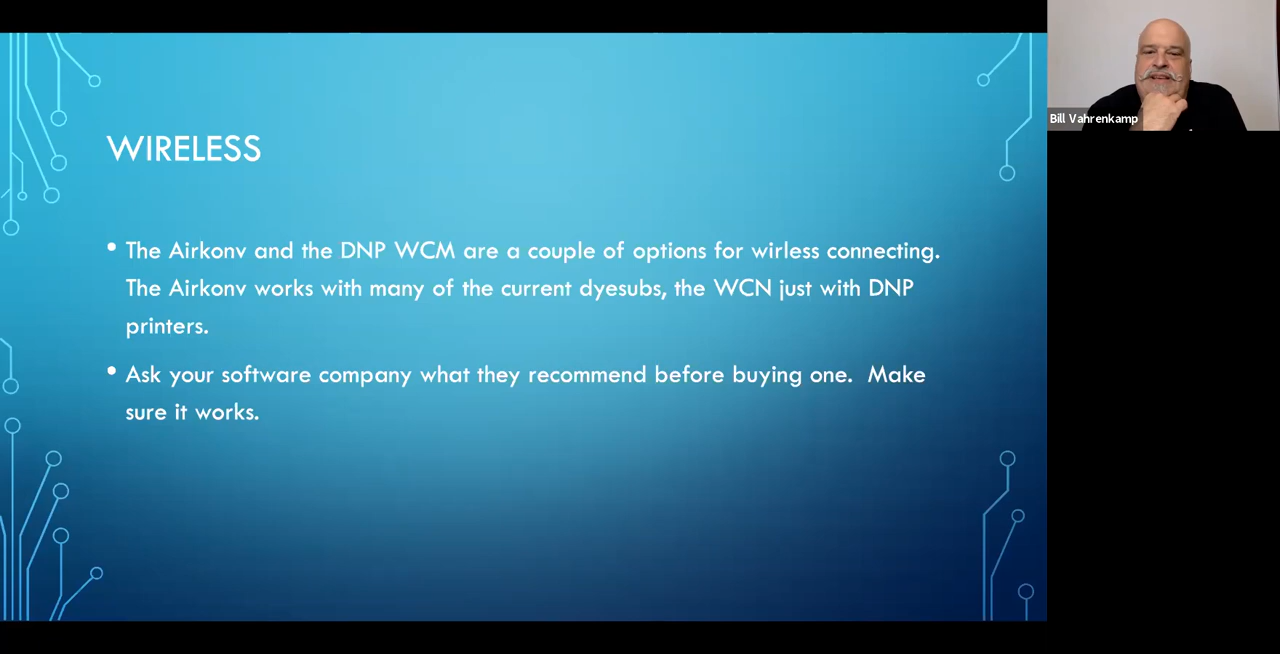 WIRELESS
• The Airkonv and the DNP WCM are a couple of options for wirless connecting.
The Airkonv works with many of the current dyesubs, the WCN just with DNP
printers.
• Ask your software company what they recommend before buying one.  Make
sure it works.
Bill Vahrenkamp